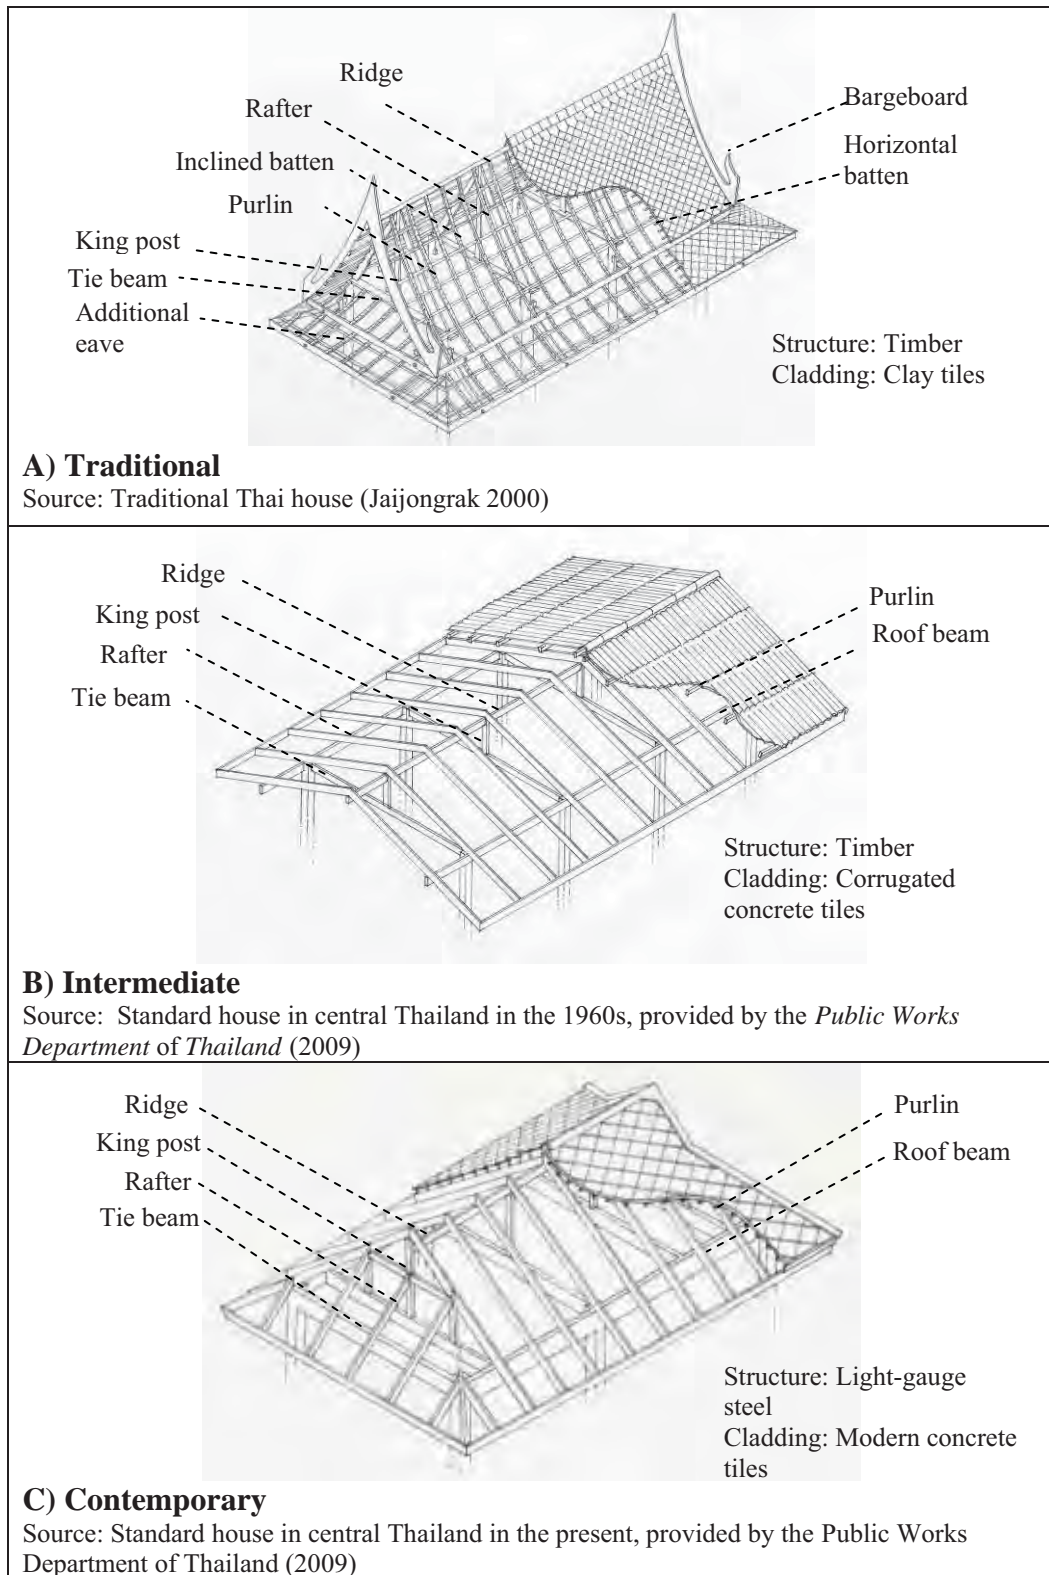 Ridge
Rafter
Inclined batten
Purlin
King post
Tie beam
Additional
eave
Bargeboard
Horizontal
batten
Structure: Timber
Cladding: Clay tiles
A) Traditional
Source: Traditional Thai house (Jaijongrak 2000)
Ridge
King post
Rafter
Tie beam
Purlin
Roof beam
Structure: Timber
Cladding: Corrugated
concrete tiles
B) Intermediate
Source:  Standard house in central Thailand in the 1960s, provided by the Public Works
Department of Thailand (2009)
Ridge
King post
Rafter
Tie beam
Purlin
Roof beam
Structure: Light-gauge
steel
Cladding: Modern concrete
tiles
C) Contemporary
Source: Standard house in central Thailand in the present, provided by the Public Works
Department of Thailand (2009)